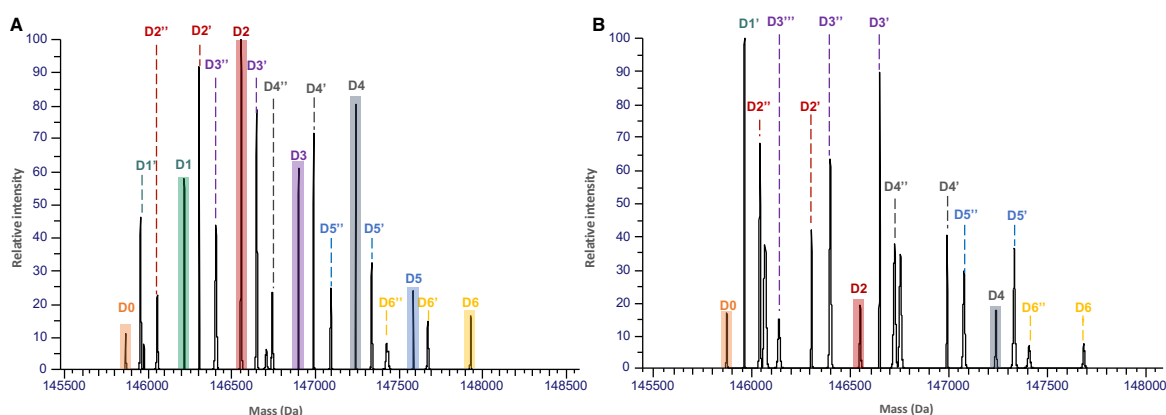 A
D2’’
D2’
D2
D3’’
D3’
D4’’
D4’
D4
D1’
D1
D3
D5’’
D5’
D5
D6’’
D6’
D6
D0
100
90
80
70
60
50
40
30
20
10
0
Relative intensity
145500
146000
146500
147000
147500
148000
148500
Mass (Da)
B
D1’
D3’’’
D3’’
D3’
D2’’
D2’
D4’’
D4’
D5’’
D5’
D0
D2
D4
D6’’
D6
100
90
80
70
60
50
40
30
20
10
0
Relative intensity
145500
146000
146500
147000
147500
148000
Mass (Da)